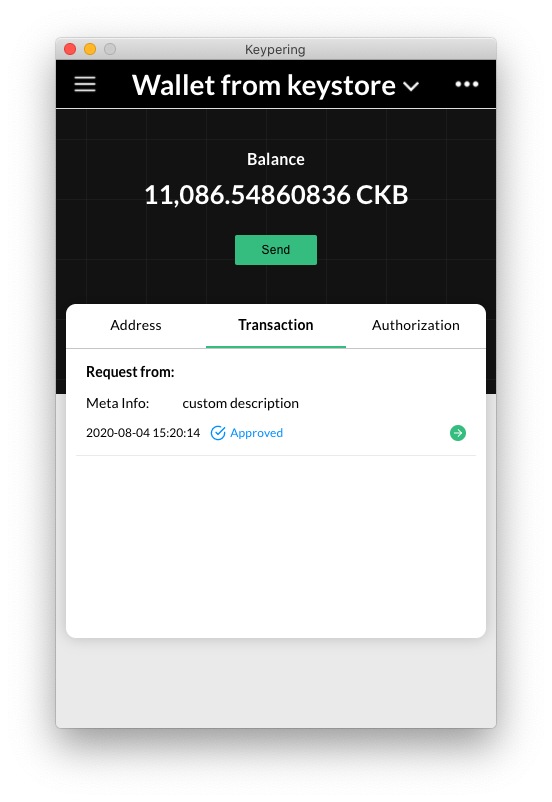 Keypering
Wallet from keystore
Balance
11,086.54860836 CKB
Send
Address Transaction Authorization
Request from:
Meta Info: custom description
2020-08-04 15:20:14 Approved